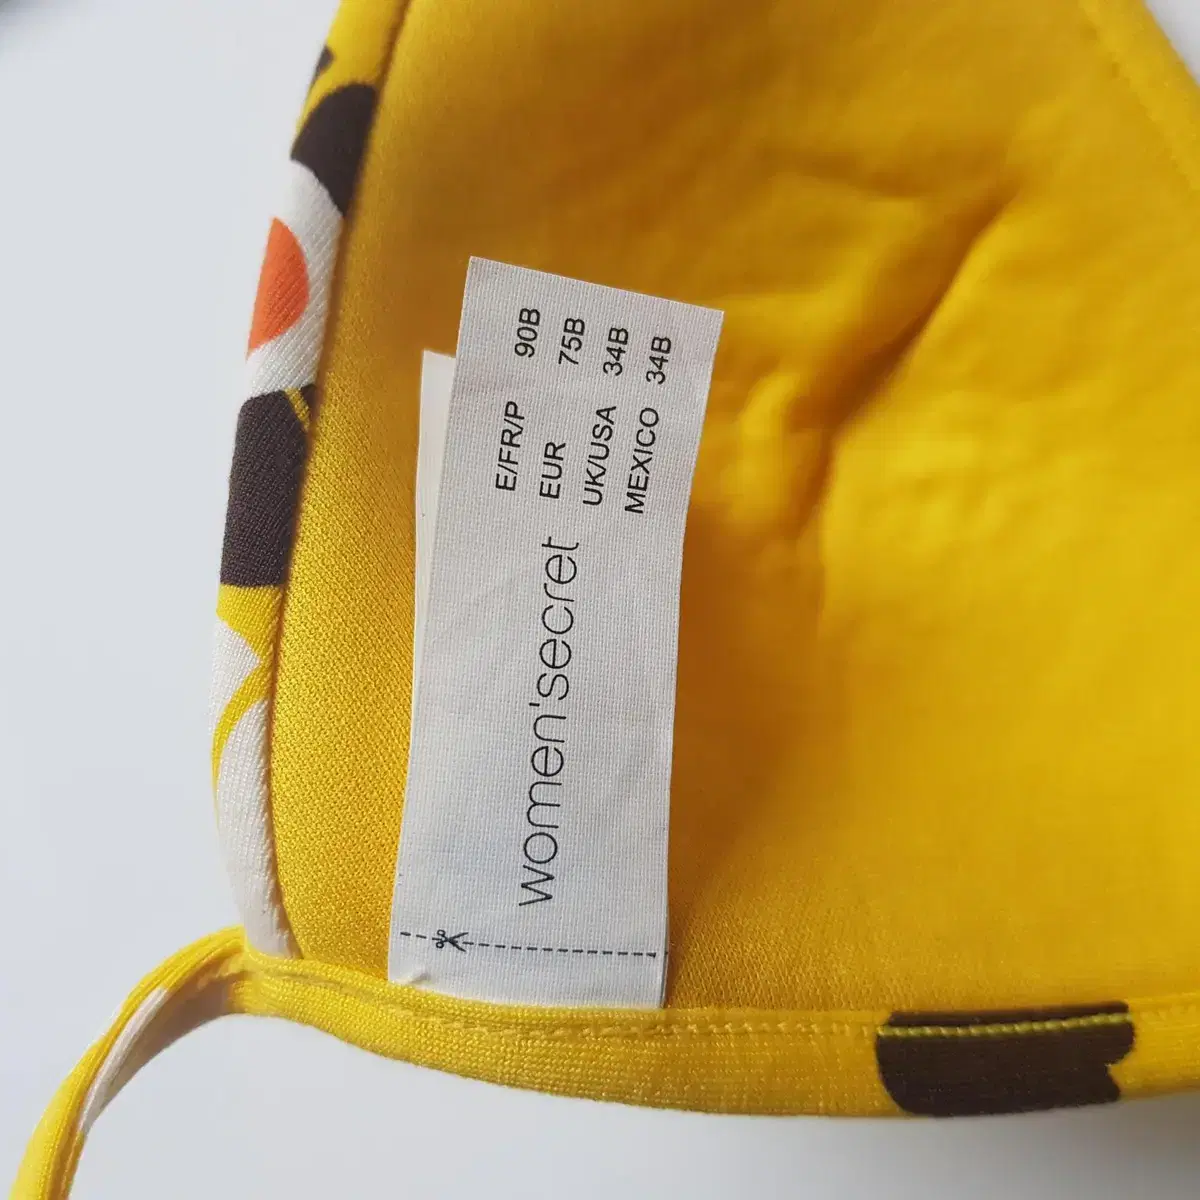 E/FR/P 90B
EUR 75B
UK/USA 34B
MEXICO 34B
women'secret